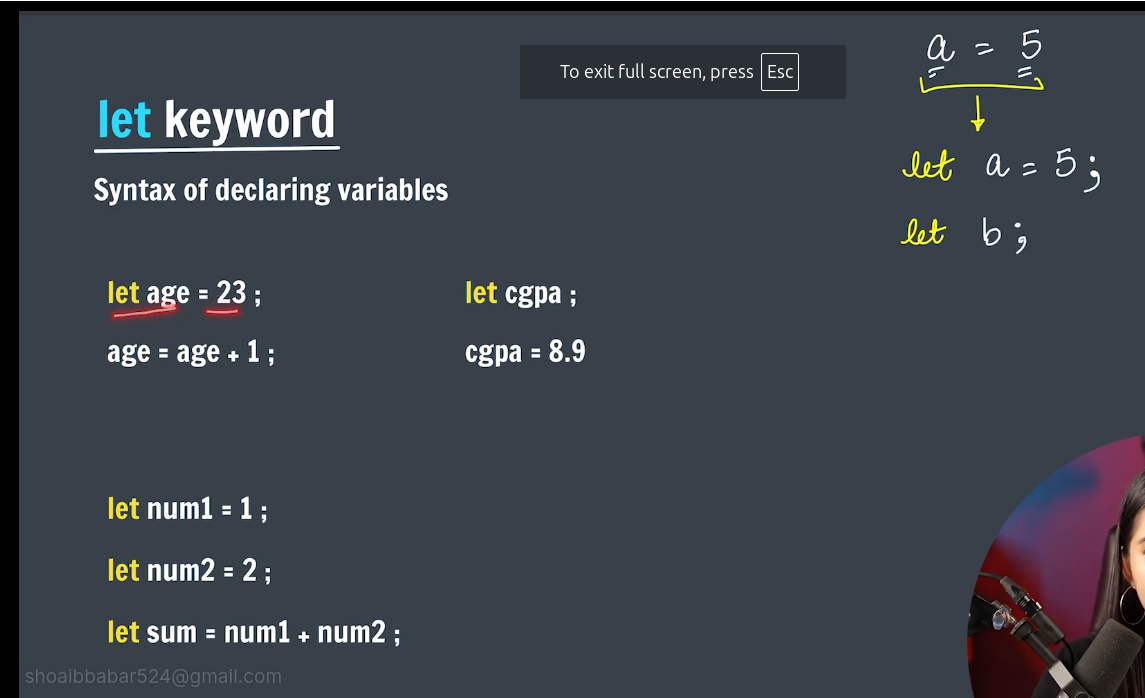 To exit full screen, press Esc
a = 5
let keyword
let a = 5;
Syntax of declaring variables
let b;
let age = 23 ;
let cgpa ;
age = age + 1 ;
cgpa = 8.9
let num1 = 1 ;
let num2 = 2 ;
let sum = num1 + num2 ;
shoaibbabar524@gmail.com